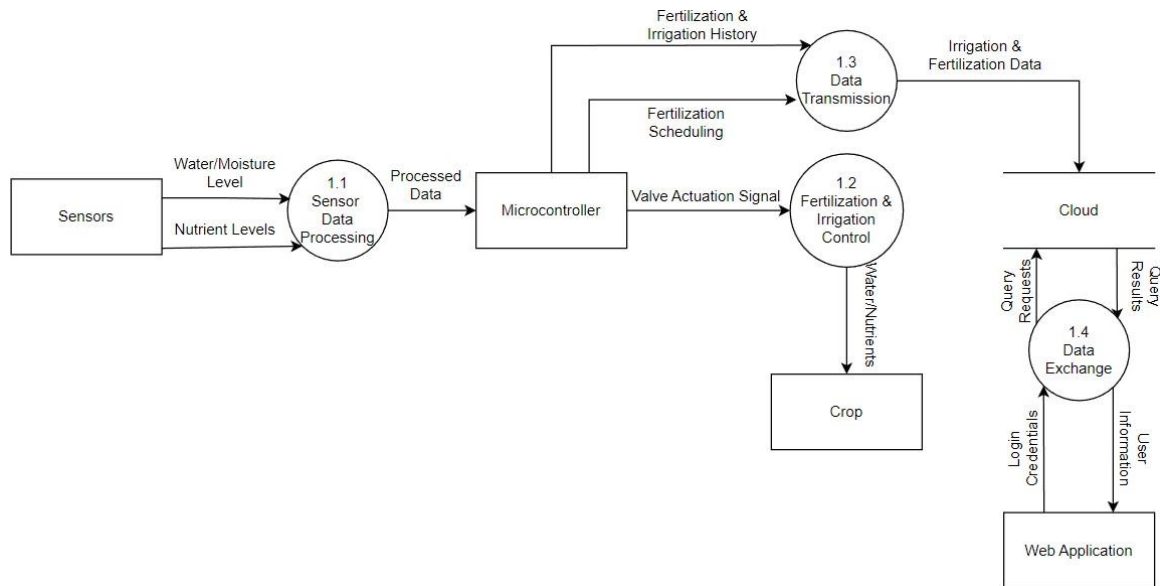 Fertilization &
Irrigation History
1.3
Data
Transmission
Irrigation &
Fertilization Data
Fertilization
Scheduling
Water/Moisture
Level
Nutrient Levels
Sensors
1.1
Sensor
Data
Processing
Processed
Data
Microcontroller
Valve Actuation Signal
1.2
Fertilization &
Irrigation
Control
Cloud
Water/Nutrients
Query
Requests
Query
Results
1.4
Data
Exchange
Crop
Login
Credentials
User
Information
Web Application